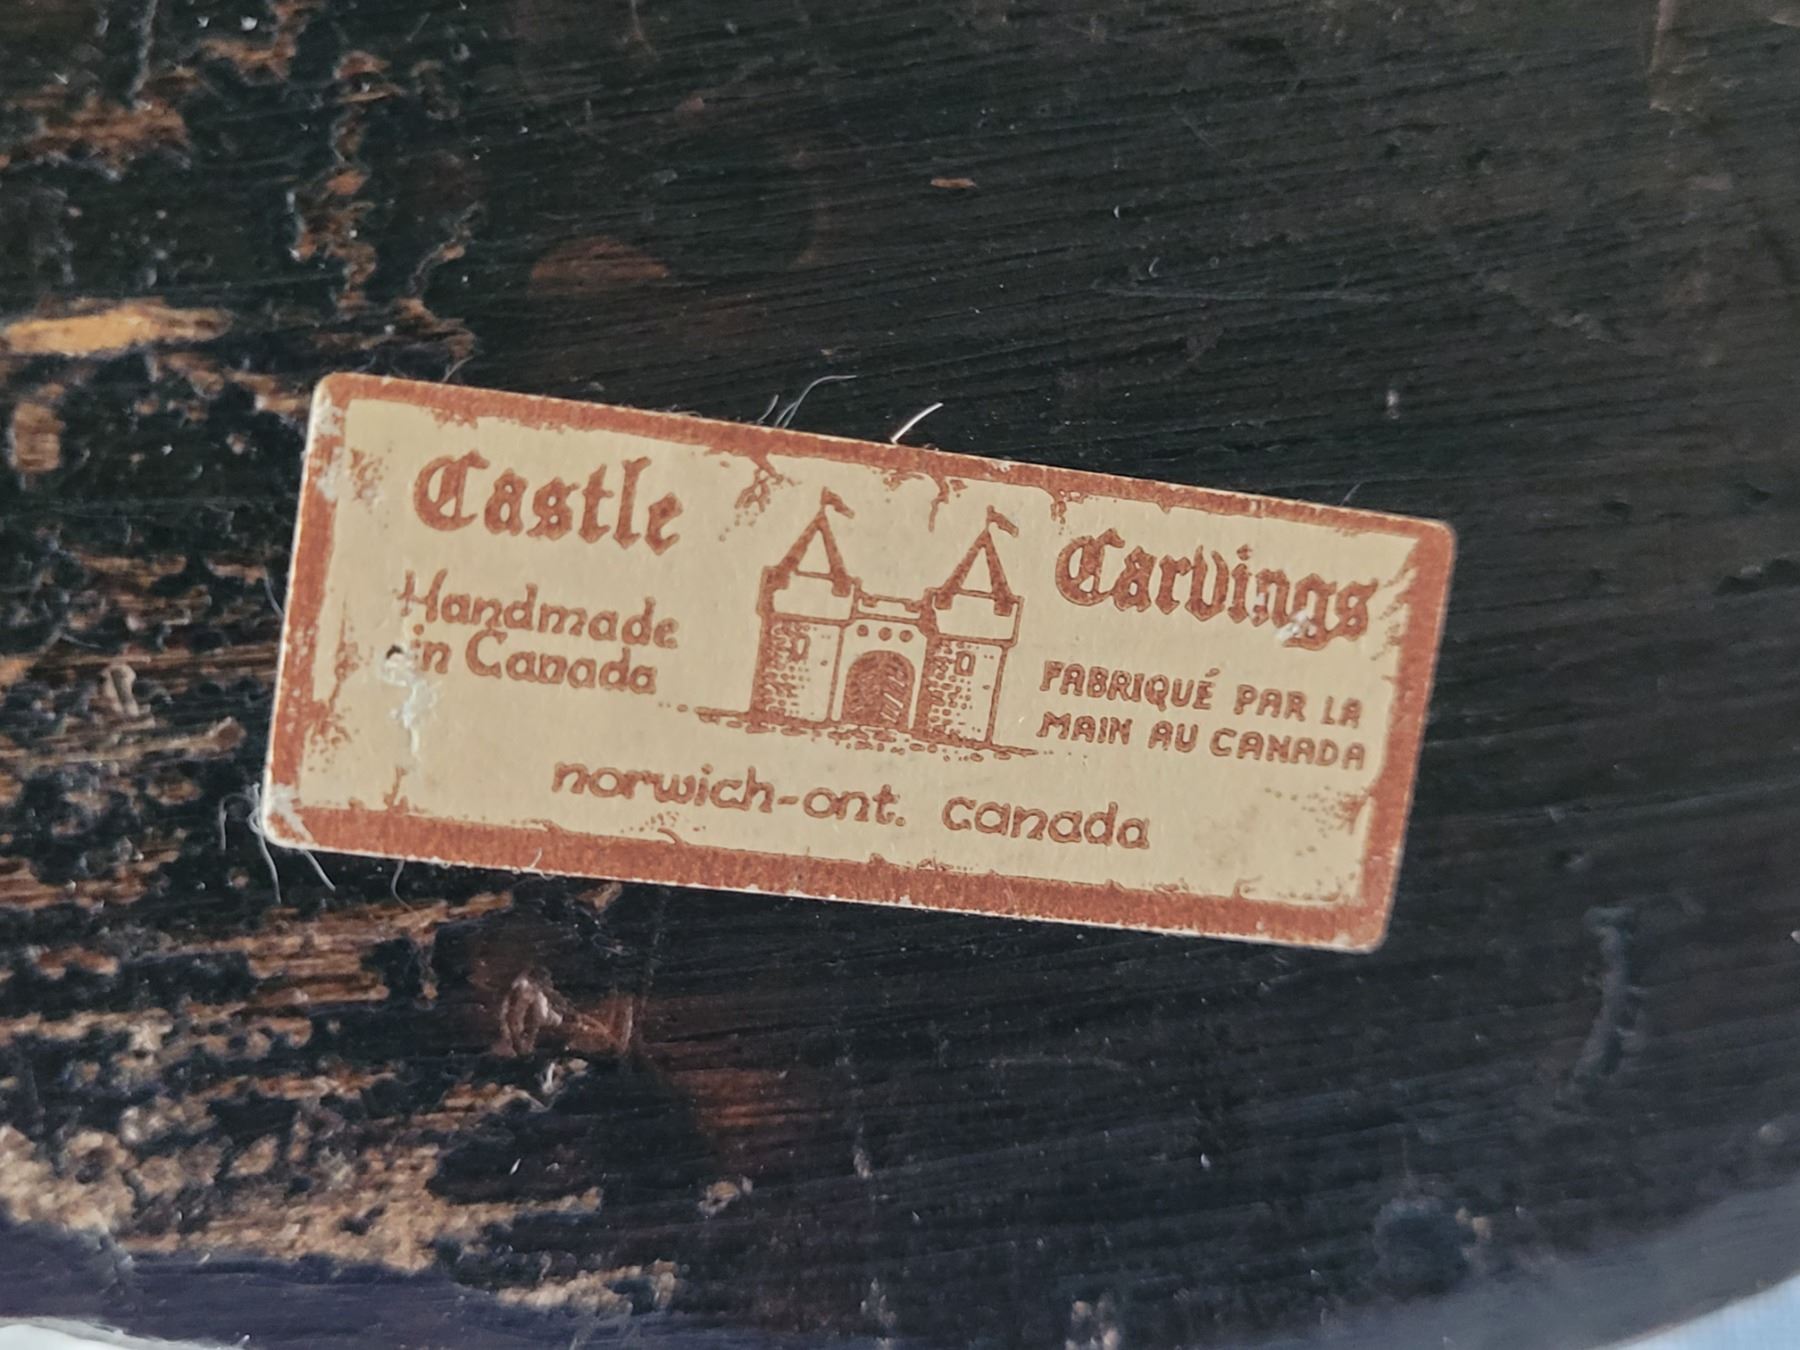 Castle Carvings
Handmade
in Canada
FABRIQUÉ PAR LA
MAIN AU CANADA
norwich-ont. canada